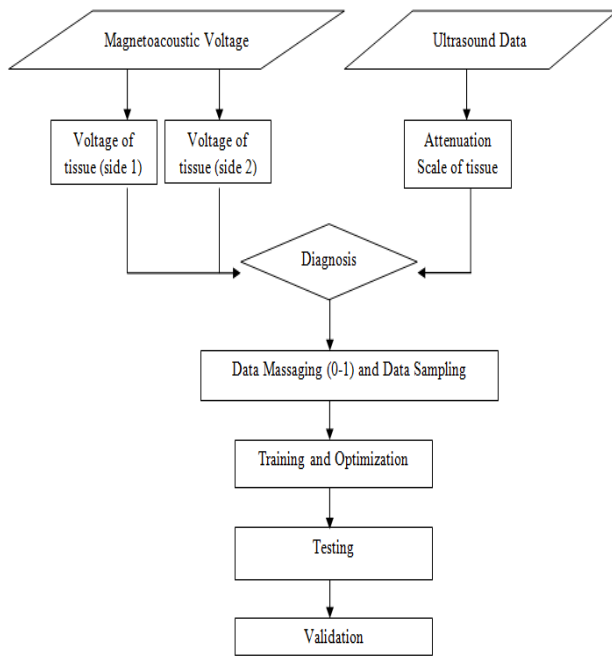 Magnetoacoustic Voltage
Ultrasound Data
Voltage of
tissue (side 1)
Voltage of
tissue (side 2)
Attenuation
Scale of tissue
Diagnosis
Data Massaging (0-1) and Data Sampling
Training and Optimization
Testing
Validation